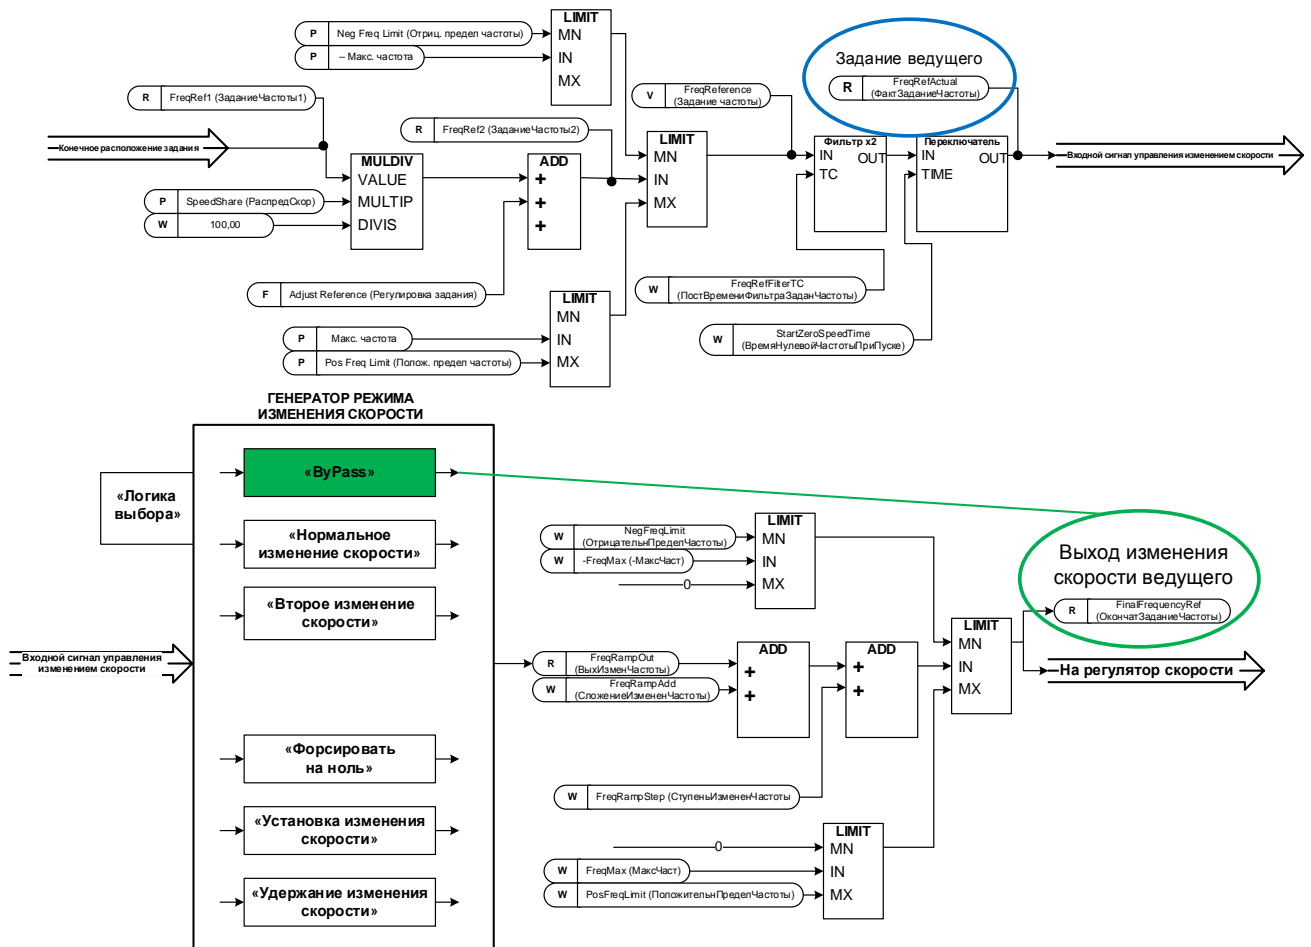 LIMIT
P Neg Freq Limit (Отриц. предел частоты)
MN
P – Макс. частота
IN
MX
Задание ведущего
R FreqRefActual
(ФактЗаданиеЧастоты)
V FreqReference
(Задание частоты)
R FreqRef1 (ЗаданиеЧастоты1)
R FreqRef2 (ЗаданиеЧастоты2)
Конечное расположение задания
MULDIV
VALUE
MULTIP
DIVIS
P SpeedShare (РаспредСкор)
W 100,00
ADD
+
+
+
LIMIT
MN
IN
MX
Фильтр x2
IN
OUT
TC
Переключатель
IN
OUT
TIME
Входной сигнал управления изменением скорости
F Adjust Reference (Регулировка задания)
W FreqRefFilterTC
(ПостВремениФильтраЗаданЧастоты)
W StartZeroSpeedTime
(ВремяНулевойЧастотыПриПуске)
LIMIT
MN
P Макс. частота
IN
P Pos Freq Limit (Полож. предел частоты)
MX
ГЕНЕРАТОР РЕЖИМА
ИЗМЕНЕНИЯ СКОРОСТИ
«Логика
выбора»
«ByPass»
«Нормальное
изменение скорости»
«Второе изменение
скорости»
Входной сигнал управления
изменением скорости
«Форсировать
на ноль»
«Установка изменения
скорости»
«Удержание изменения
скорости»
LIMIT
W NegFreqLimit
(ОтрицательнПределЧастоты)
MN
W -FreqMax (-МаксЧаст)
IN
0
MX
Выход изменения
скорости ведущего
R FinalFrequencyRef
(ОкончатЗаданиеЧастоты)
LIMIT
MN
IN
MX
На регулятор скорости
R FreqRampOut
(ВыхИзменЧастоты)
W FreqRampAdd
(СложениеИзмененЧастоты)
ADD
+
+
ADD
+
+
W FreqRampStep (СтупеньИзмененЧастоты
LIMIT
0
MN
W FreqMax (МаксЧаст)
IN
W PosFreqLimit (ПоложительнПределЧастоты)
MX